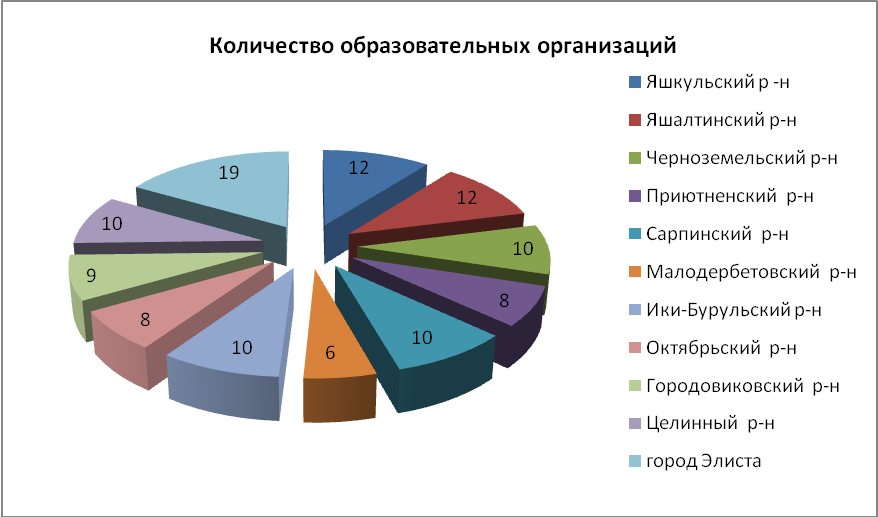 Количество образовательных организаций
Яшкульский р -н
Яшалтинский р-н
Черноземельский р-н
Приютненский р-н
Сарпинский р-н
Малодербетовский р-н
Ики-Бурульский р-н
Октябрьский р-н
Городовиковский р-н
Целинный р-н
город Элиста
12
12
10
8
10
6
10
8
9
10
19